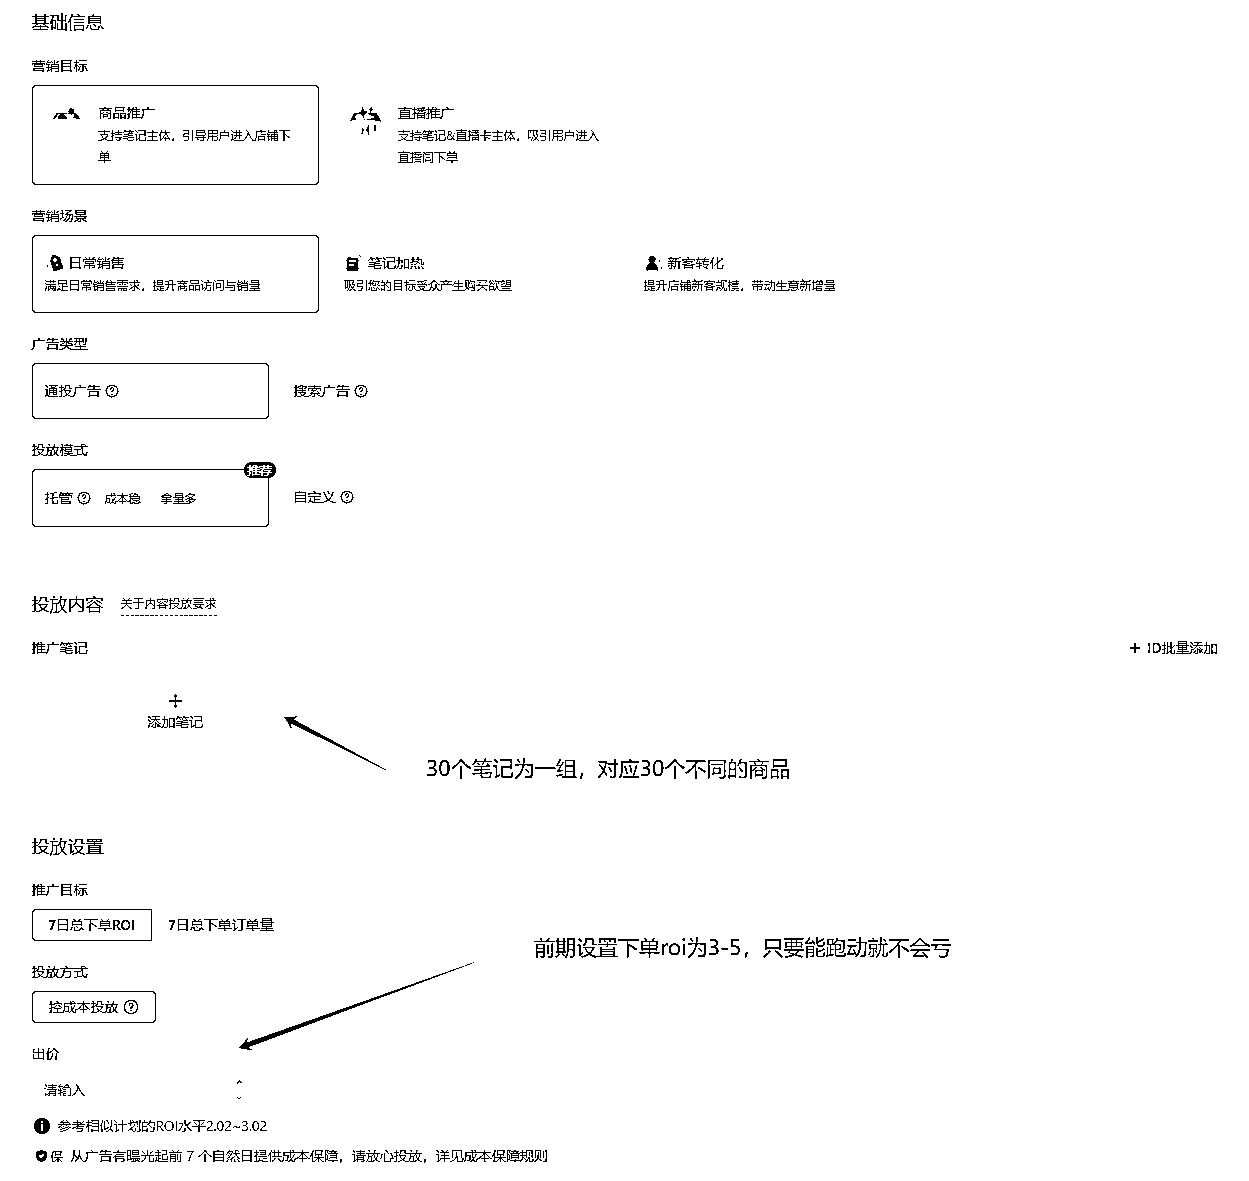 基础信息
营销目标
商品推广
支持笔记主体，引导用户进入店铺下
单
直播推广
支持笔记&直播卡主体，吸引用户进入
直播间下单
营销场景
日常销售
满足日常销售需求，提升商品访问与销量
笔记加热
吸引您的目标受众产生购买欲望
新客转化
提升店铺新客规模，带动生意新增量
广告类型
通投广告
搜索广告
投放模式
推荐
托管 成本稳 拿量多
自定义
投放内容 关于内容投放要求
推广笔记
+ ID批量添加
添加笔记
30个笔记为一组，对应30个不同的商品
投放设置
推广目标
7日总下单ROI 7日总下单订单量
前期设置下单roi为3-5，只要能跑动就不会亏
投放方式
控成本投放
出价
请输入
参考相似计划的ROI水平2.02~3.02
保 从广告有曝光起前 7 个自然日提供成本保障，请放心投放，详见成本保障规则